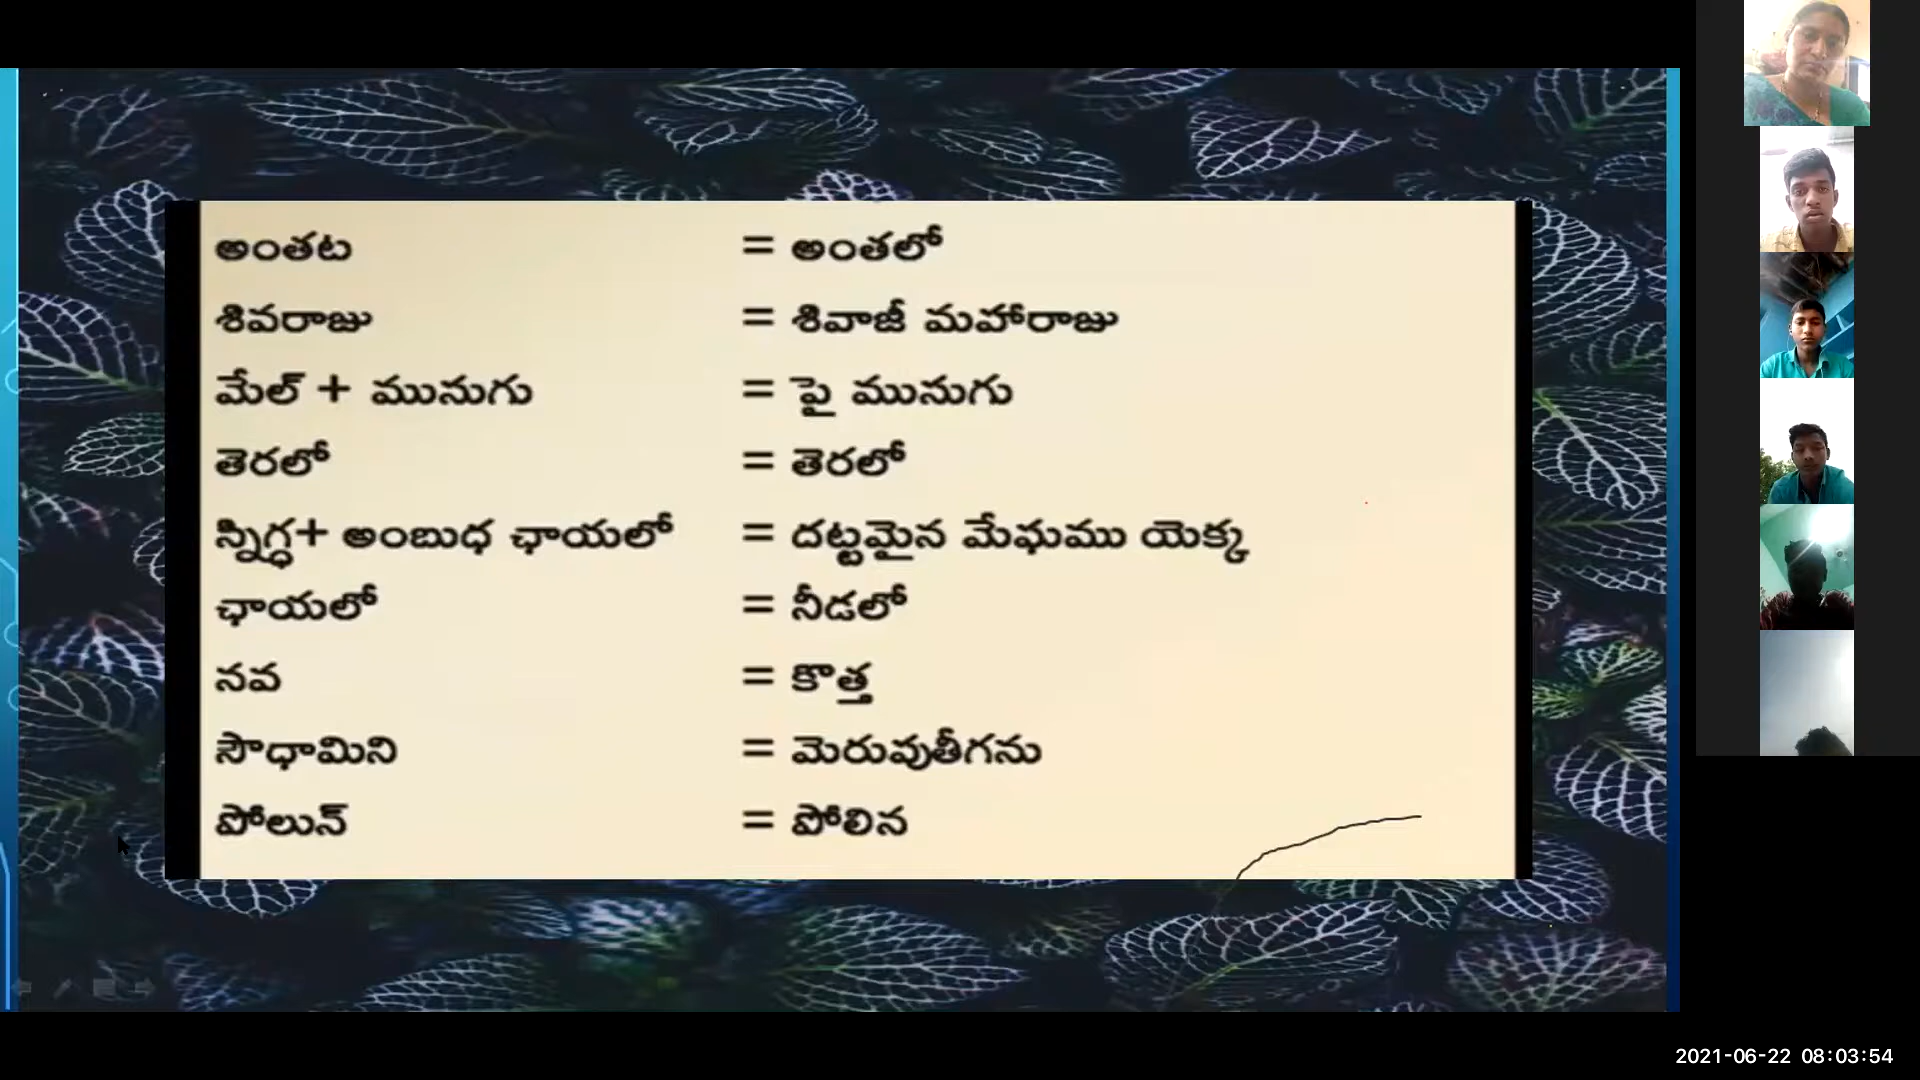 అంతట = అంతలో
శివరాజు = శివాజీ మహారాజు
మేల్ + మునుగు = పై మునుగు
తెరలో = తెరలో
స్నిగ్ధ+ అంబుధ ఛాయలో = దట్టమైన మేఘము యెక్క
ఛాయలో = నీడలో
నవ = కొత్త
సౌధామిని = మెరువుతీగను
పోలున్ = పోలిన
2021-06-22 08:03:54